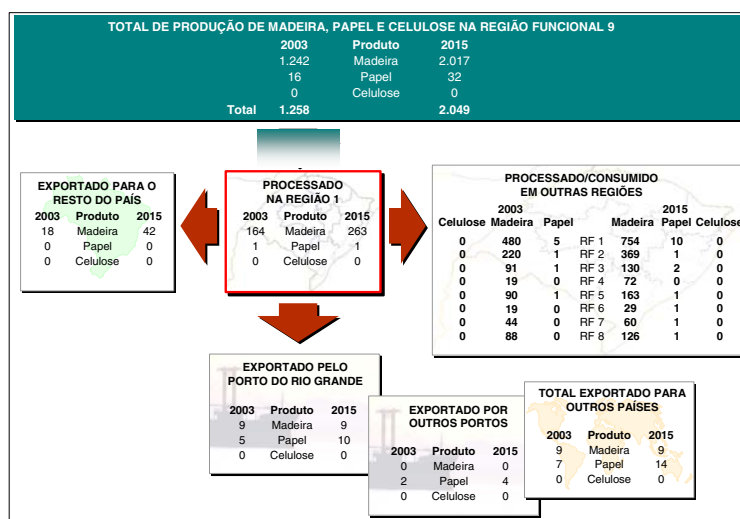 TOTAL DE PRODUÇÃO DE MADEIRA, PAPEL E CELULOSE NA REGIÃO FUNCIONAL 9
2003 Produto 2015
1.242 Madeira 2.017
16 Papel 32
0 Celulose 0
Total 1.258 2.049
EXPORTADO PARA O
RESTO DO PAÍS
2003 Produto 2015
18 Madeira 42
0 Papel 0
0 Celulose 0
PROCESSADO
NA REGIÃO 1
2003 Produto 2015
164 Madeira 263
1 Papel 1
0 Celulose 0
PROCESSADO/CONSUMIDO
EM OUTRAS REGIÕES
2003 2015
Celulose Madeira Papel Madeira Papel Celulose
0 480 5 RF 1 754 10 0
0 220 1 RF 2 369 1 0
0 91 1 RF 3 130 2 0
0 19 0 RF 4 72 0 0
0 90 1 RF 5 163 1 0
0 19 0 RF 6 29 1 0
0 44 0 RF 7 60 1 0
0 88 0 RF 8 126 1 0
EXPORTADO PELO
PORTO DO RIO GRANDE
2003 Produto 2015
9 Madeira 9
5 Papel 10
0 Celulose 0
EXPORTADO POR
OUTROS PORTOS
2003 Produto 2015
0 Madeira 0
2 Papel 4
0 Celulose 0
TOTAL EXPORTADO PARA
OUTROS PAÍSES
2003 Produto 2015
9 Madeira 9
7 Papel 14
0 Celulose 0